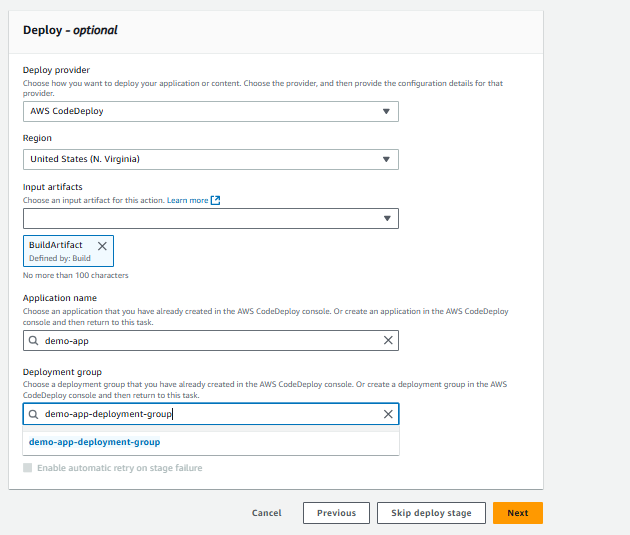 Deploy - optional
Deploy provider
Choose how you want to deploy your application or content. Choose the provider, and then provide the configuration details for that
provider.
AWS CodeDeploy
Region
United States (N. Virginia)
Input artifacts
Choose an input artifact for this action. Learn more
BuildArtifact
Defined by: Build
No more than 100 characters
Application name
Choose an application that you have already created in the AWS CodeDeploy console. Or create an application in the AWS CodeDeploy
console and then return to this task.
demo-app
Deployment group
Choose a deployment group that you have already created in the AWS CodeDeploy console. Or create a deployment group in the AWS
CodeDeploy console and then return to this task.
demo-app-deployment-group
demo-app-deployment-group
Enable automatic retry on stage failure
Cancel Previous Skip deploy stage Next